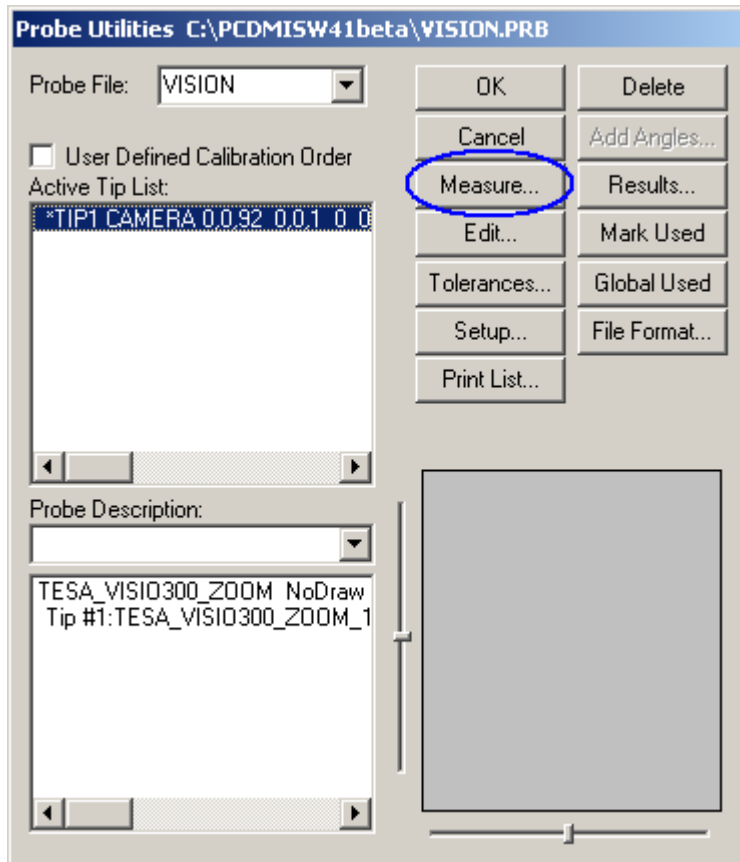 Probe Utilities C:\PCDMISW41beta\VISION.PRB
Probe File:
VISION
OK
Delete
User Defined Calibration Order
Cancel
Add Angles...
Active Tip List:
Measure...
Results...
*TIP1 CAMERA 0,0,92 0,0,1 0 0
Edit...
Mark Used
Tolerances...
Global Used
Setup...
File Format...
Print List...
Probe Description:
TESA_VISIO300_ZOOM NoDraw
Tip #1:TESA_VISIO300_ZOOM_1